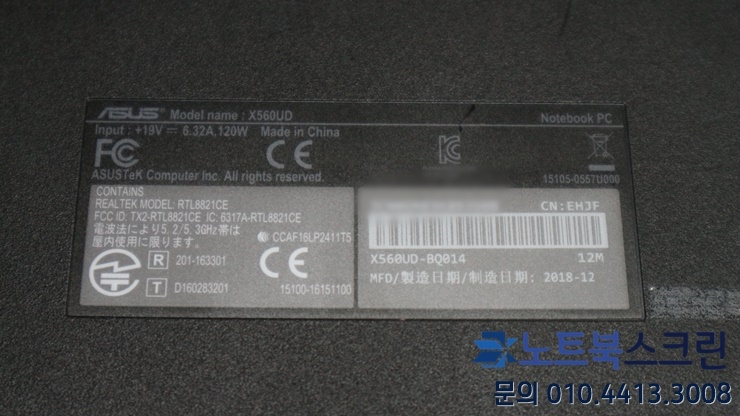 ASUS Model name : X560UD Notebook PC
Input : +19V ⎓ 6.32A, 120W Made in China
FC CE
ASUSTeK Computer Inc. All rights reserved. 15105-0557U000
CONTAINS
REALTEK MODEL: RTL8821CE
FCC ID: TX2-RTL8821CE IC: 6317A-RTL8821CE
電波法により5.2/5.3GHz帯は
屋内使用に限ります。
CCAF16LP2411T5
R 201-163301
CE
T D160283201
15100-16151100
CN:EHJF
X560UD-BQ014 12M
MFD/製造日期/制造日期: 2018-12
노트북스크린
문의 010.4413.3008